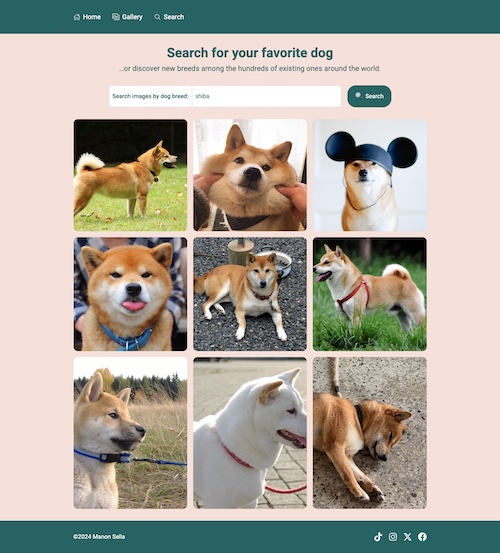 Home Gallery Search
Search for your favorite dog
...or discover new breeds among the hundreds of existing ones around the world.
Search images by dog breed: shiba Search
©2024 Manon Sella